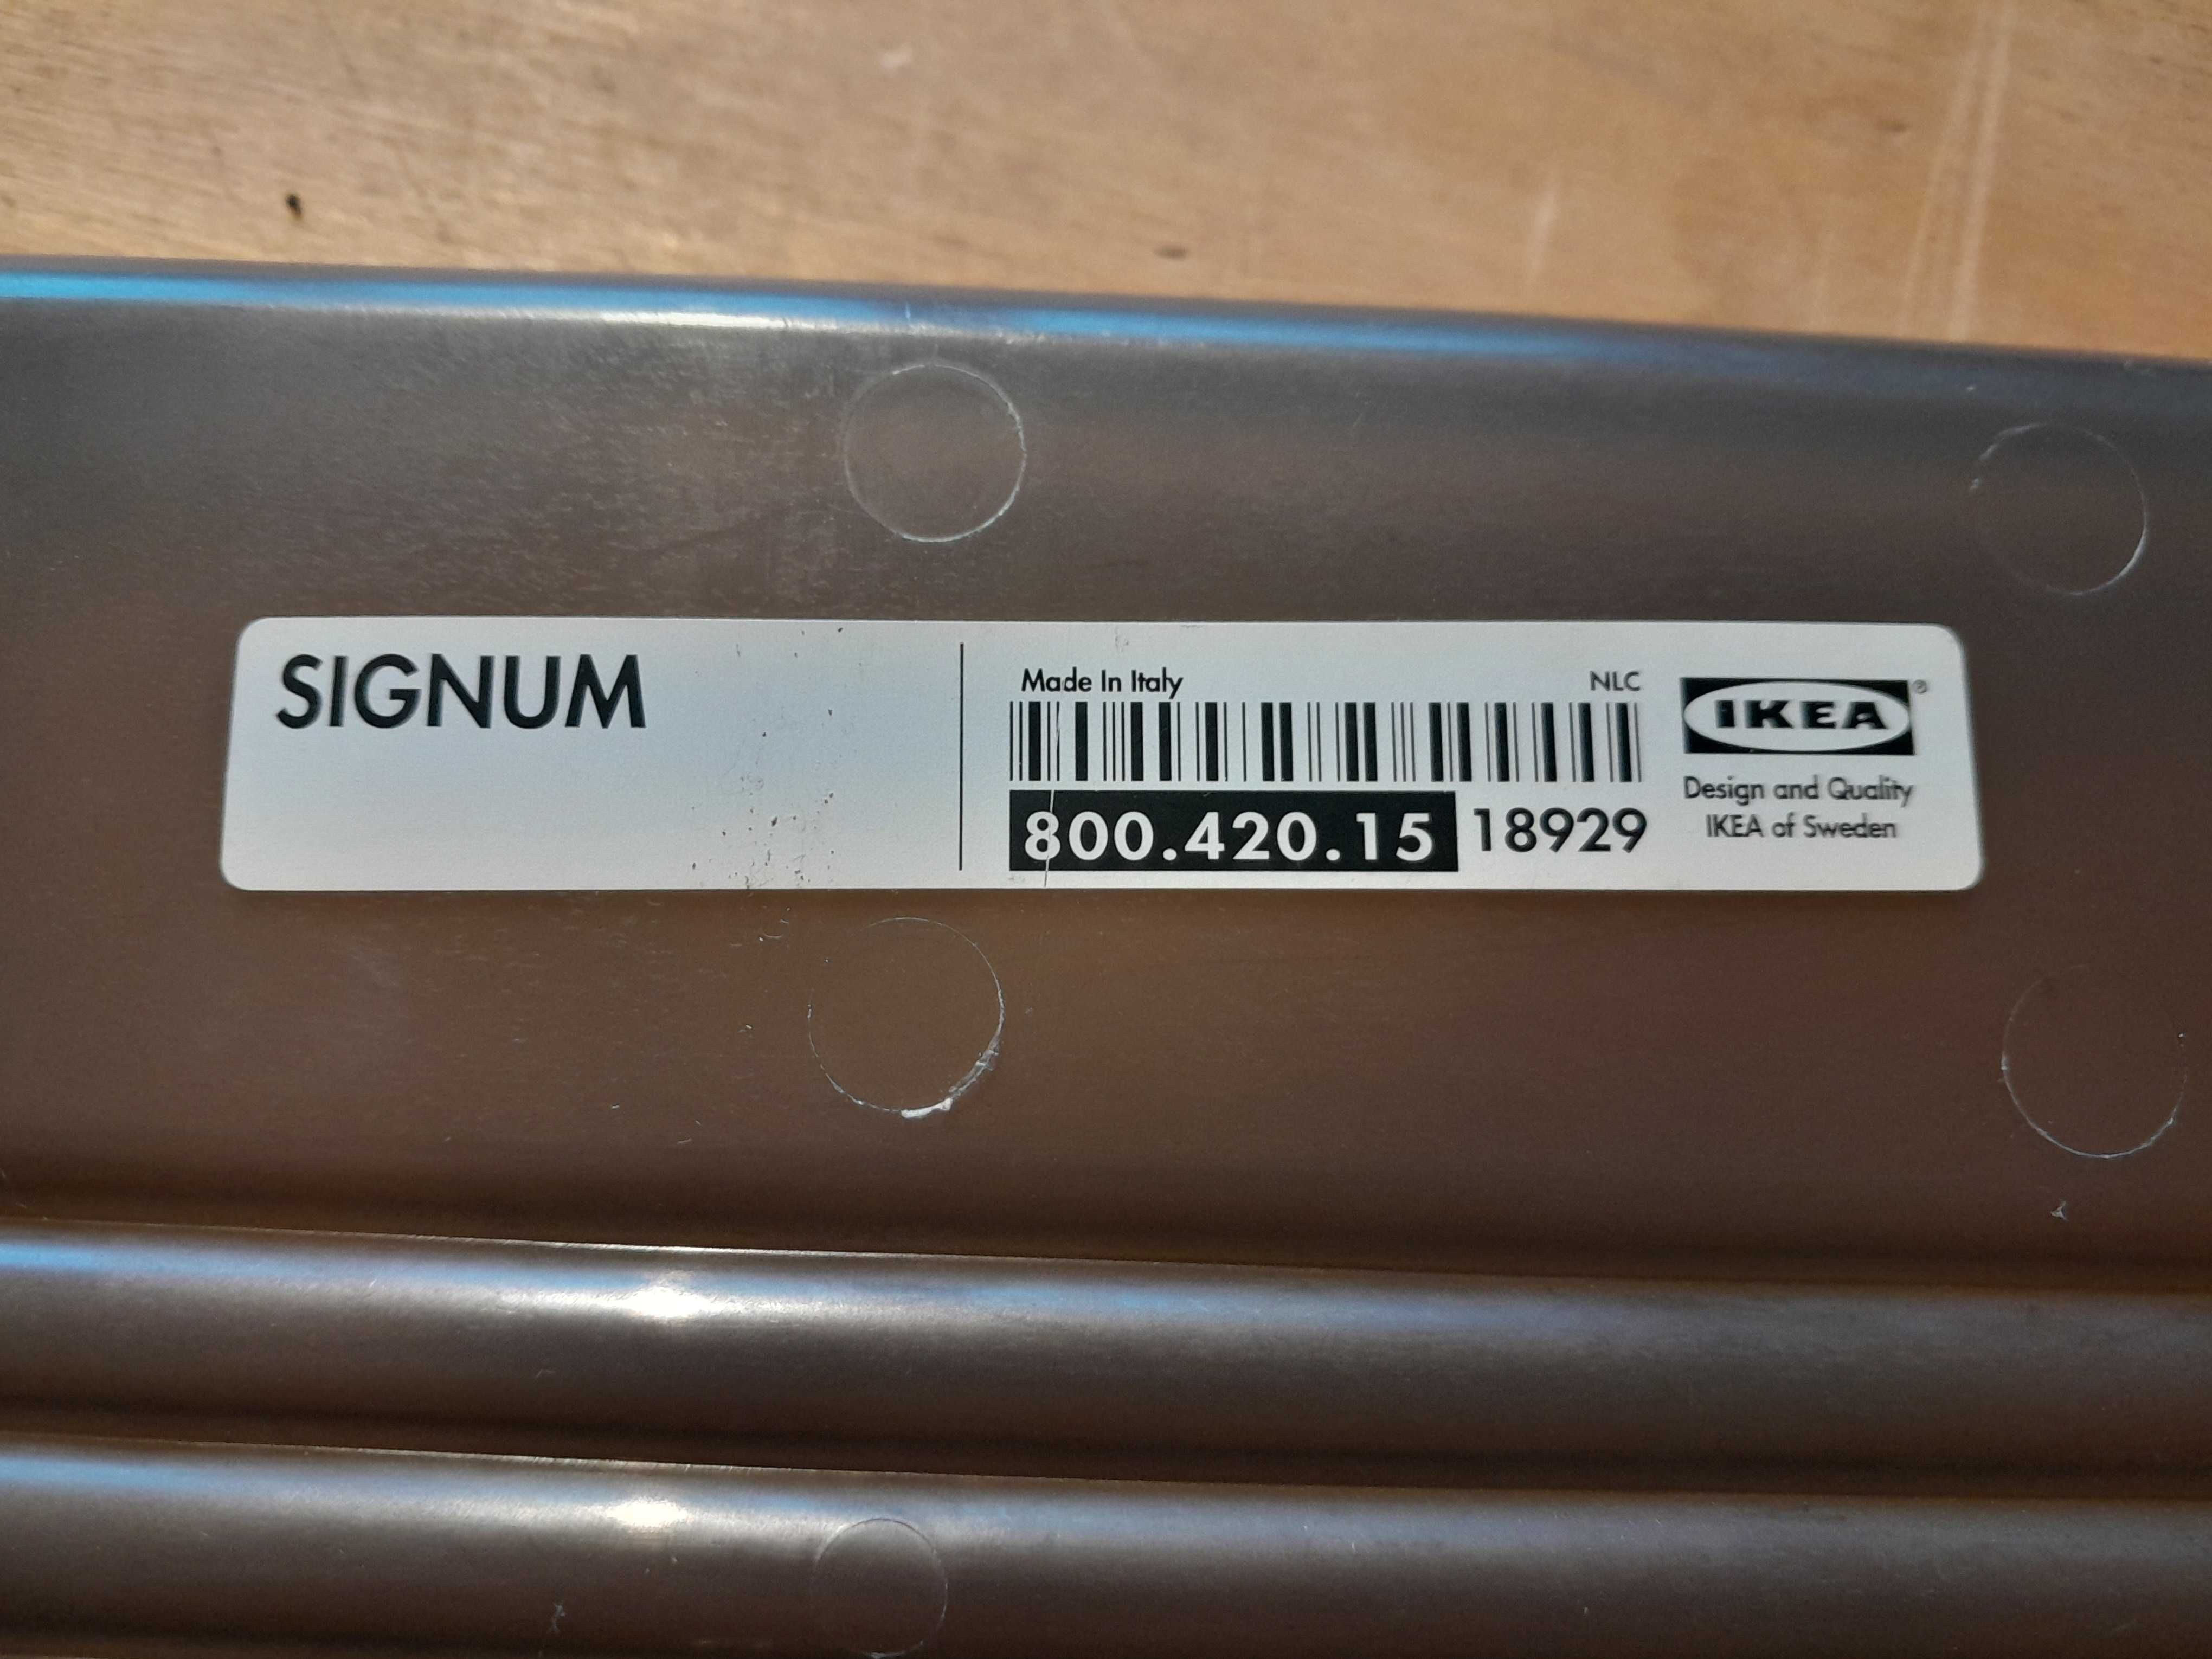 SIGNUM
Made In Italy
NLC
800.420.15 18929
IKEA®
Design and Quality
IKEA of Sweden